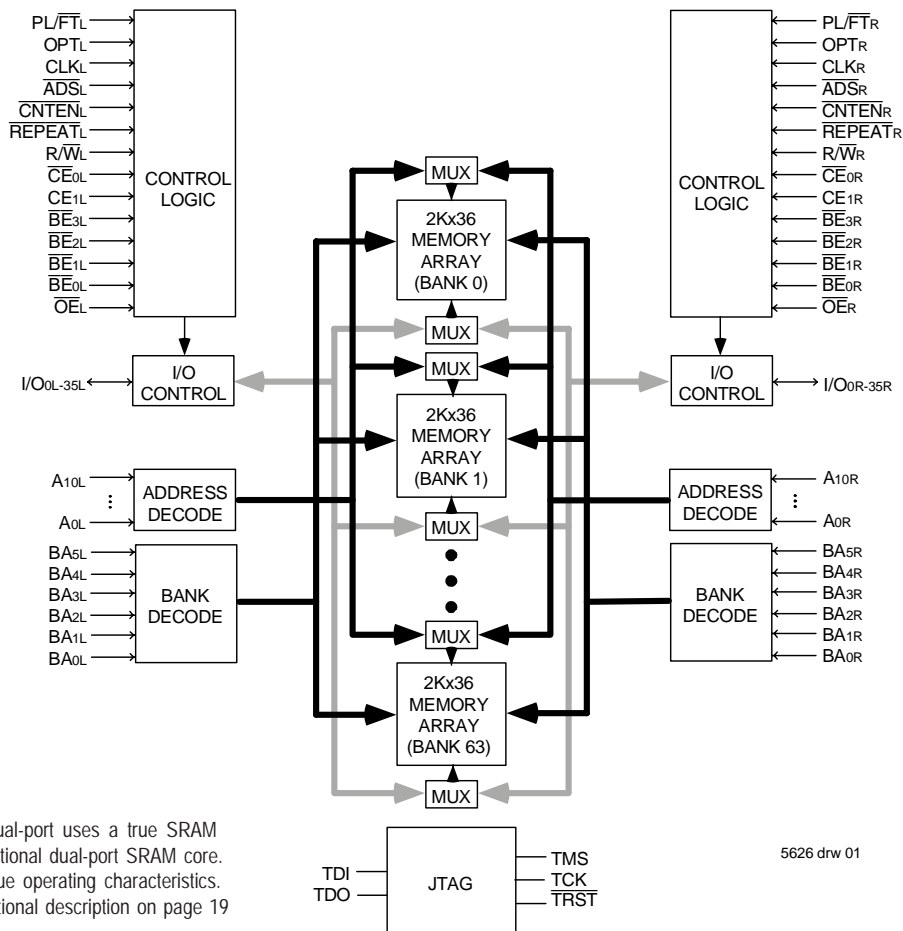 PL/FTL
OPTL
CLKL
ADSL
CNTENL
REPEATL
R/WL
CE0L
CE1L
BE3L
BE2L
BE1L
BE0L
OEL
CONTROL
LOGIC
I/O0L-35L
I/O
CONTROL
A10L
A0L
ADDRESS
DECODE
BA5L
BA4L
BA3L
BA2L
BA1L
BA0L
BANK
DECODE
MUX
2Kx36
MEMORY
ARRAY
(BANK 0)
MUX
MUX
2Kx36
MEMORY
ARRAY
(BANK 1)
MUX
MUX
2Kx36
MEMORY
ARRAY
(BANK 63)
MUX
PL/FTR
OPTR
CLKR
ADSR
CNTENR
REPEATR
R/WR
CE0R
CE1R
BE3R
BE2R
BE1R
BE0R
OER
CONTROL
LOGIC
I/O
CONTROL
I/O0R-35R
ADDRESS
DECODE
A10R
A0R
BANK
DECODE
BA5R
BA4R
BA3R
BA2R
BA1R
BA0R
ual-port uses a true SRAM
tional dual-port SRAM core.
ue operating characteristics.
tional description on page 19
TDI
TDO
JTAG
TMS
TCK
TRST
5626 drw 01